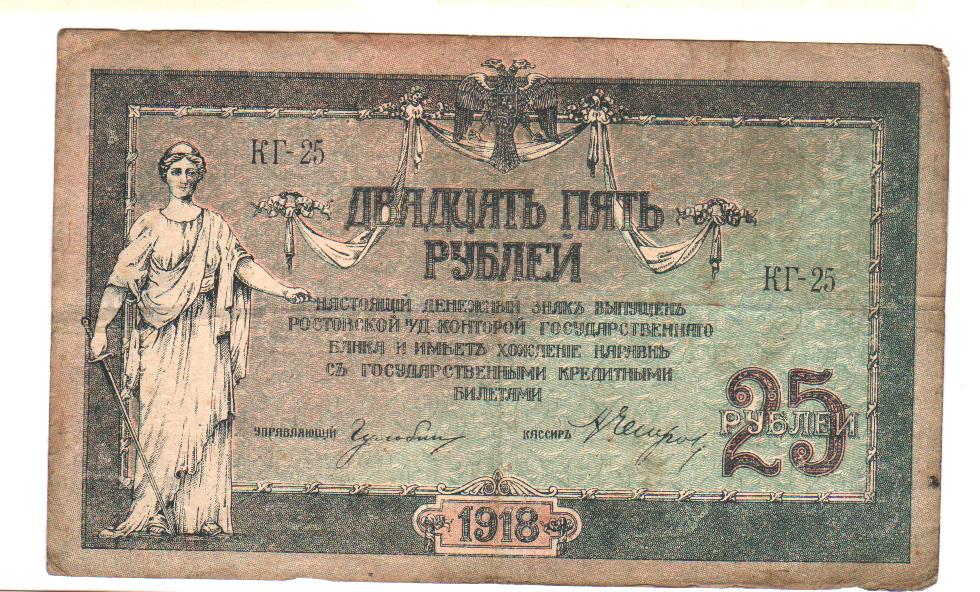 КГ-25
ДВАДЦАТЬ ПЯТЬ
РУБЛЕЙ
КГ-25
НАСТОЯЩІЙ ДЕНЕЖНЫЙ ЗНАКЪ ВЫПУЩЕНЪ
РОСТОВСКОЙ Н/Д. КОНТОРОЙ ГОСУДАРСТВЕННАГО
БАНКА И ИМѢЕТЪ ХОЖДЕНІЕ НАРАВНѢ
СЪ ГОСУДАРСТВЕННЫМИ КРЕДИТНЫМИ
БИЛЕТАМИ
25
РУБЛЕЙ
УПРАВЛЯЮЩІЙ КАССИРЪ
1918